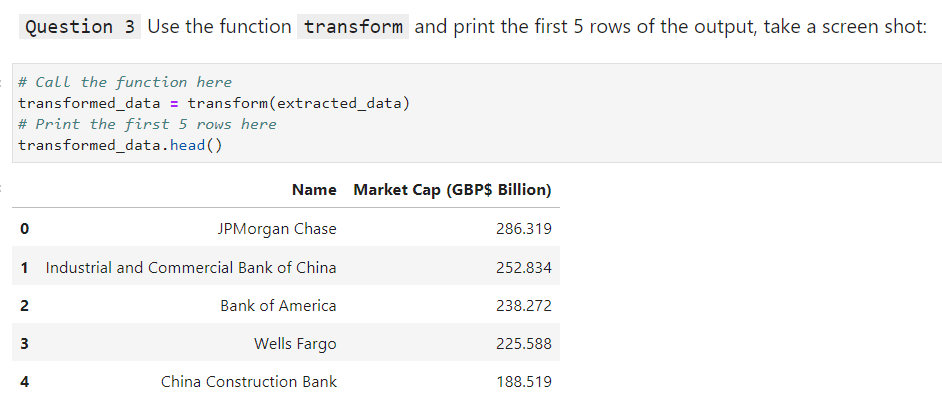 Question 3 Use the function transform and print the first 5 rows of the output, take a screen shot:
# Call the function here
transformed_data = transform(extracted_data)
# Print the first 5 rows here
transformed_data.head()
Name Market Cap (GBP$ Billion)
0 JPMorgan Chase 286.319
1 Industrial and Commercial Bank of China 252.834
2 Bank of America 238.272
3 Wells Fargo 225.588
4 China Construction Bank 188.519